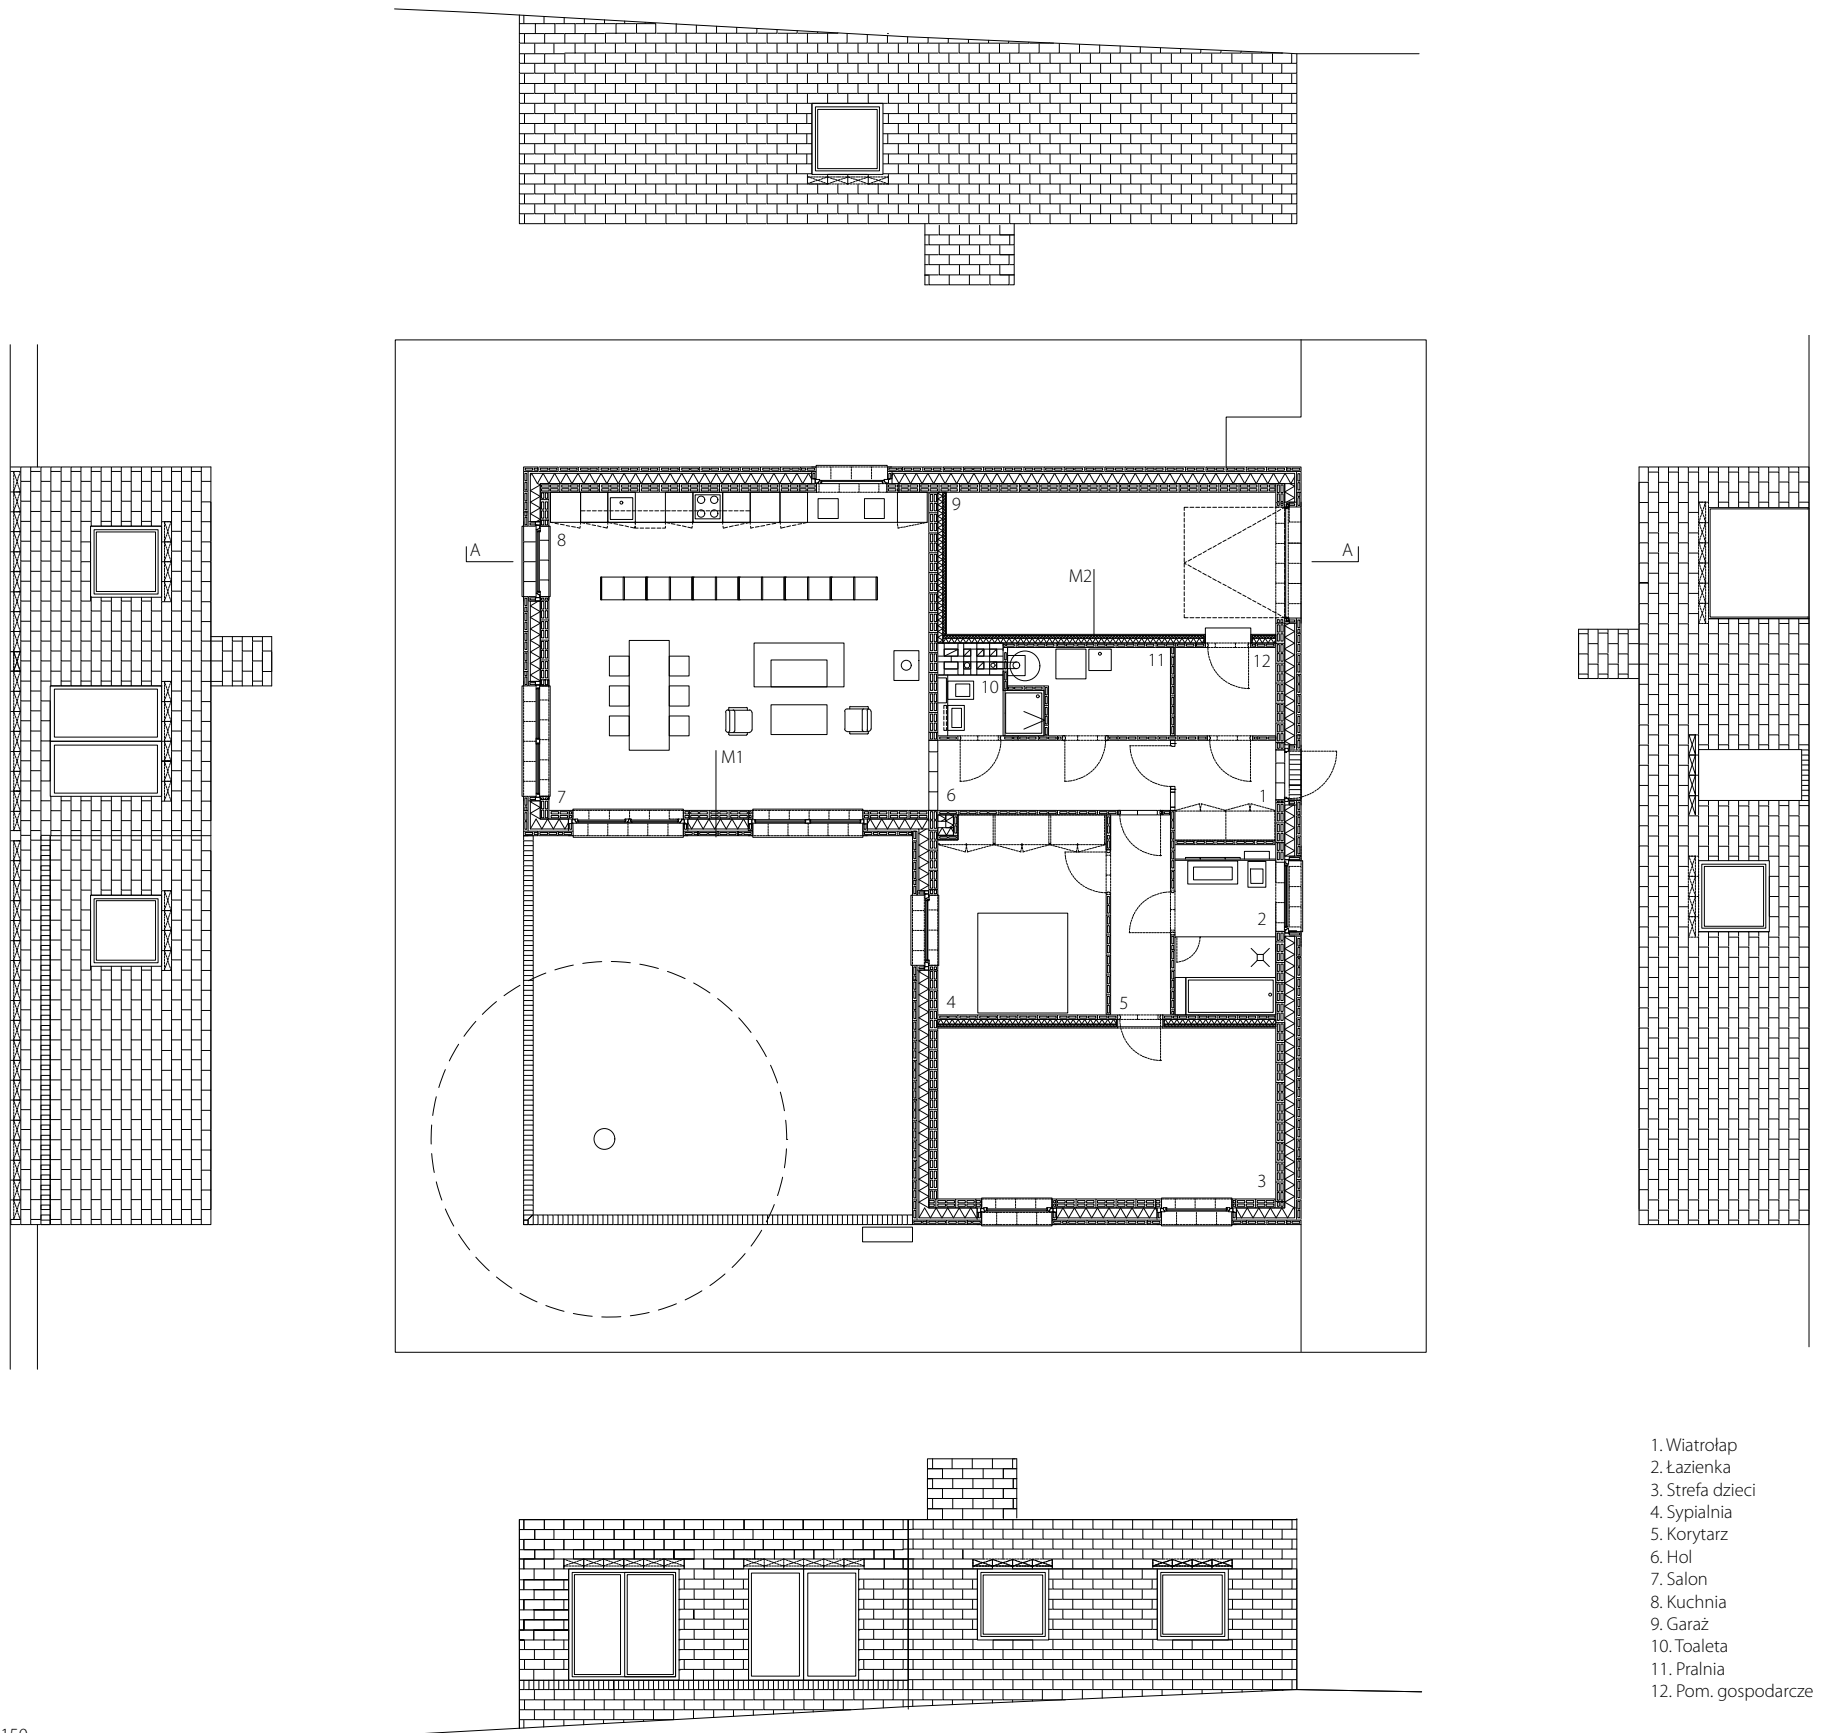 9
A
8
A
M2
11
12
10
M1
7
6
1
2
4
5
3
1. Wiatrołap
2. Łazienka
3. Strefa dzieci
4. Sypialnia
5. Korytarz
6. Hol
7. Salon
8. Kuchnia
9. Garaż
10. Toaleta
11. Pralnia
12. Pom. gospodarcze